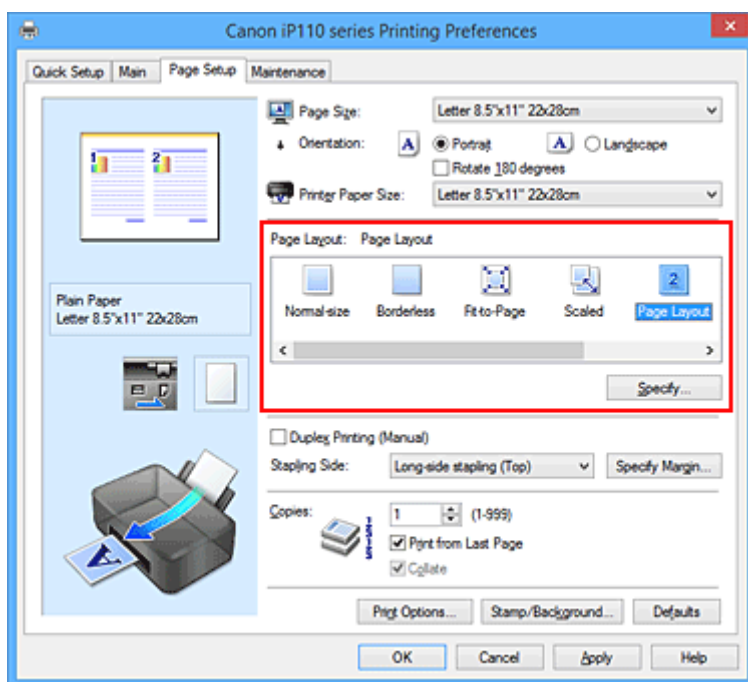 Canon iP110 series Printing Preferences
Quick Setup Main Page Setup Maintenance
1 2
Plain Paper
Letter 8.5"x11" 22x28cm
A
Page Size: Letter 8.5"x11" 22x28cm
Orientation: A Portrait A Landscape
Rotate 180 degrees
Printer Paper Size: Letter 8.5"x11" 22x28cm
Page Layout: Page Layout
2
Normal-size Borderless Fit-to-Page Scaled Page Layout
Specify...
Duplex Printing (Manual)
Stapling Side: Long-side stapling (Top) Specify Margin...
Copies: 1 (1-999)
Print from Last Page
Collate
Print Options... Stamp/Background... Defaults
OK Cancel Apply Help